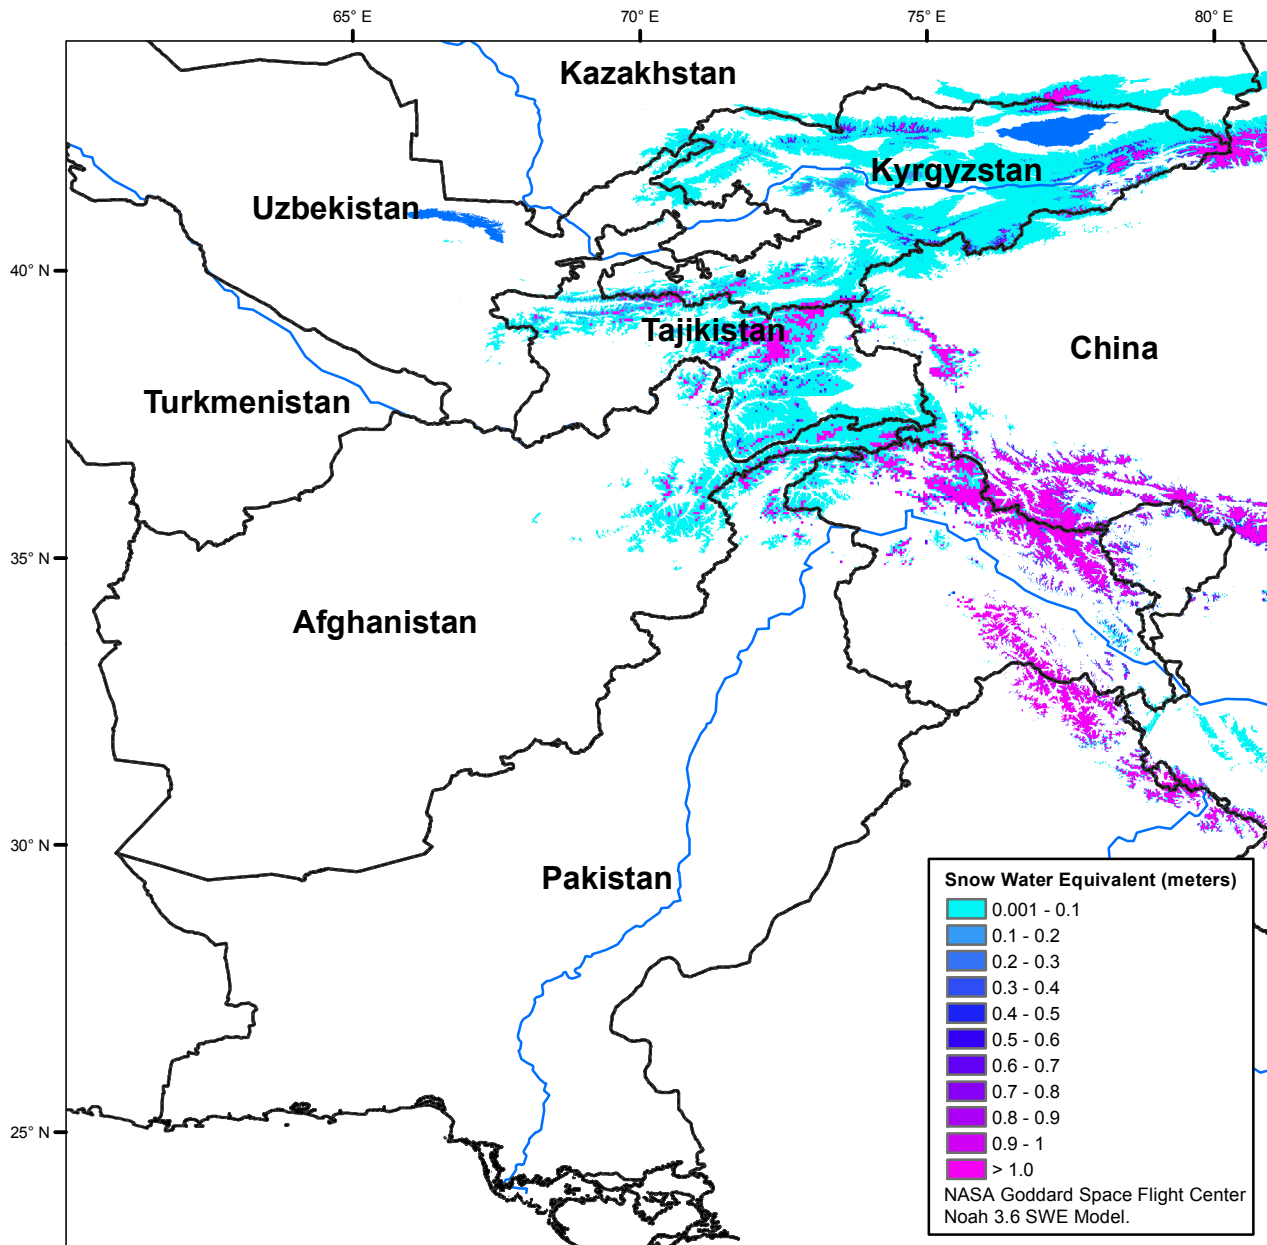 65° E
70° E
75° E
80° E
Kazakhstan
Kyrgyzstan
Uzbekistan
40° N
Tajikistan
China
Turkmenistan
35° N
Afghanistan
30° N
Pakistan
25° N
Snow Water Equivalent (meters)
0.001 - 0.1
0.1 - 0.2
0.2 - 0.3
0.3 - 0.4
0.4 - 0.5
0.5 - 0.6
0.6 - 0.7
0.7 - 0.8
0.8 - 0.9
0.9 - 1
> 1.0
NASA Goddard Space Flight Center
Noah 3.6 SWE Model.